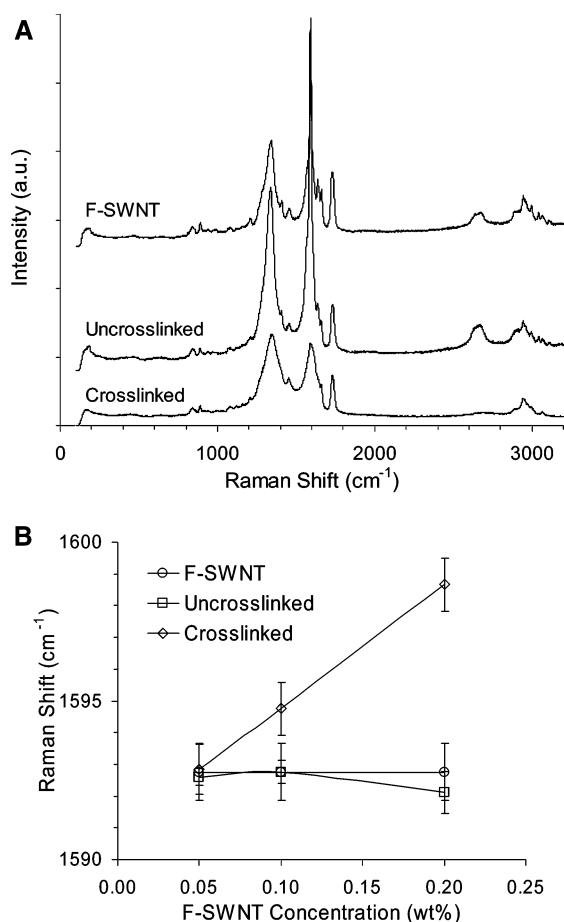 A
Intensity (a.u.)
F-SWNT
Uncrosslinked
Crosslinked
0 1000 2000 3000
Raman Shift (cm⁻¹)
B
1600
1595
1590
Raman Shift (cm⁻¹)
F-SWNT
Uncrosslinked
Crosslinked
0.00 0.05 0.10 0.15 0.20 0.25
F-SWNT Concentration (wt%)